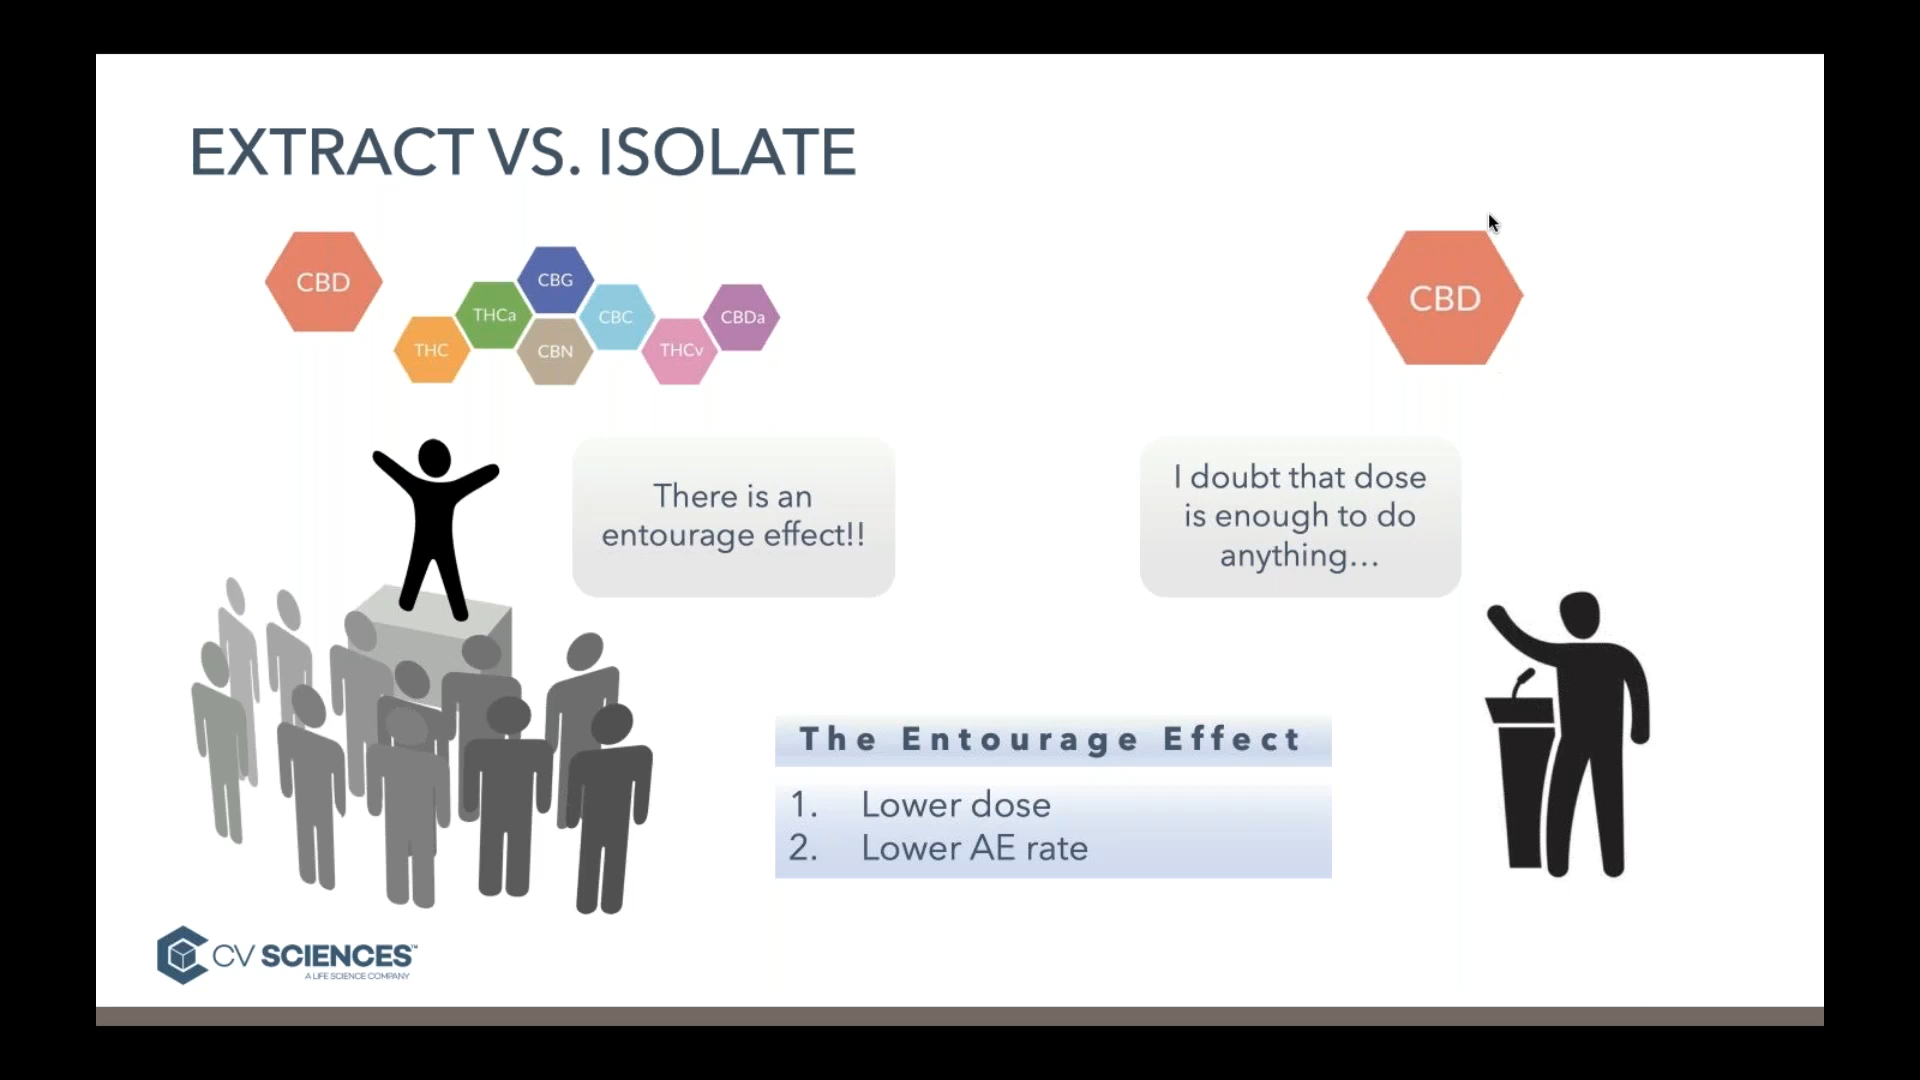 EXTRACT VS. ISOLATE
CBD
CBG
THCa
CBC
CBDa
THC
CBN
THCv
CBD
There is an
entourage effect!!
I doubt that dose
is enough to do
anything...
The Entourage Effect
1. Lower dose
2. Lower AE rate
CV SCIENCES™
A LIFE SCIENCE COMPANY